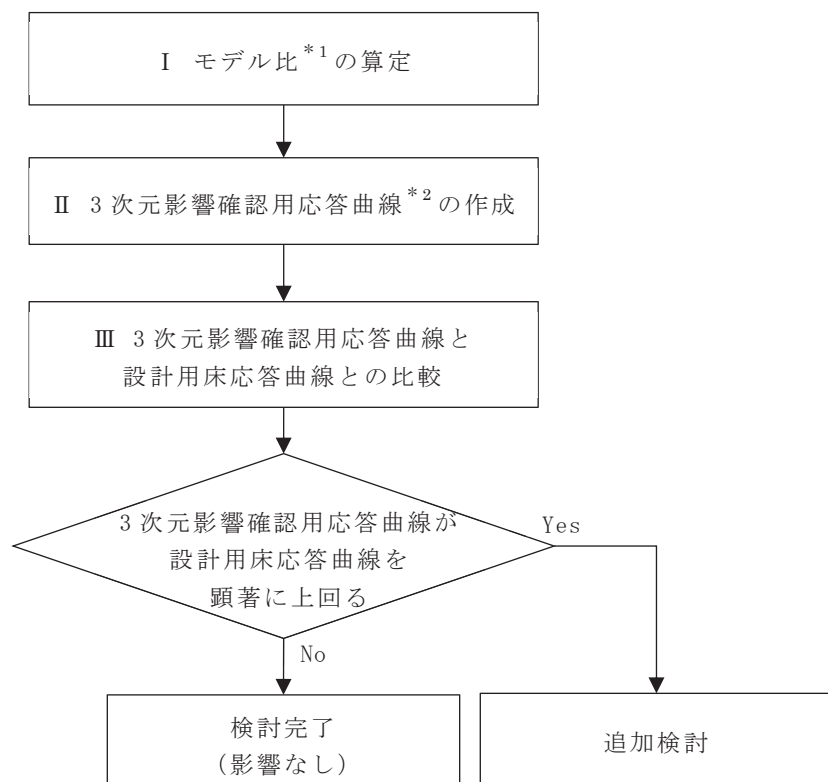 Ⅰ モデル比*1の算定
Ⅱ 3次元影響確認用応答曲線*2の作成
Ⅲ 3次元影響確認用応答曲線と
設計用床応答曲線との比較
3次元影響確認用応答曲線が
設計用床応答曲線を
顕著に上回る
Yes
No
検討完了
(影響なし)
追加検討